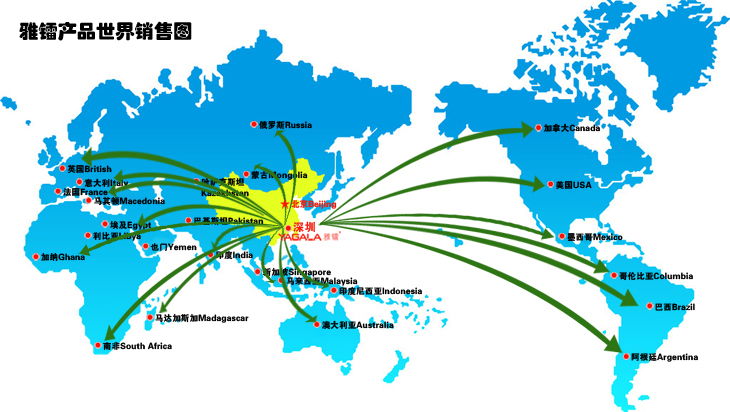 雅镭产品世界销售图
俄罗斯Russia
加拿大Canada
英国British
蒙古Mongolia
意大利Italy
哈萨克斯坦
Kazakhstan
美国USA
法国France
马其顿Macedonia
北京Beijing
埃及Egypt
巴基斯坦Pakistan
深圳
YAGALA 雅镭
利比亚Libya
墨西哥Mexico
也门Yemen
加纳Ghana
印度India
新加坡Singapore
哥伦比亚Columbia
马来西亚Malaysia
印度尼西亚Indonesia
巴西Brazil
马达加斯加Madagascar
澳大利亚Australia
南非South Africa
阿根廷Argentina